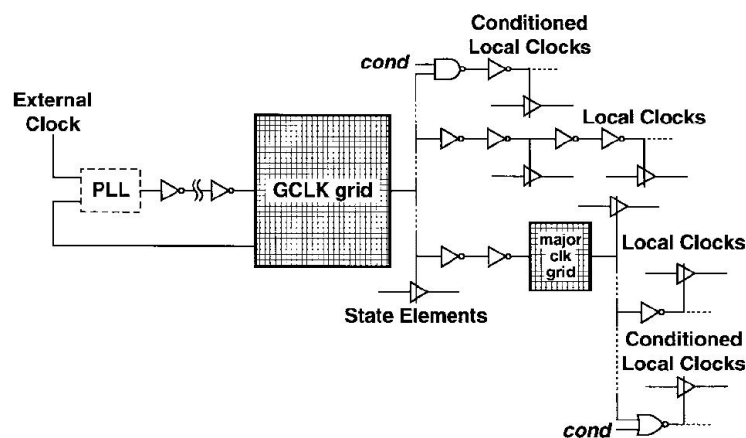 Conditioned
Local Clocks
cond
External
Clock
Local Clocks
PLL
GCLK grid
major
clk
grid
Local Clocks
State Elements
Conditioned
Local Clocks
cond